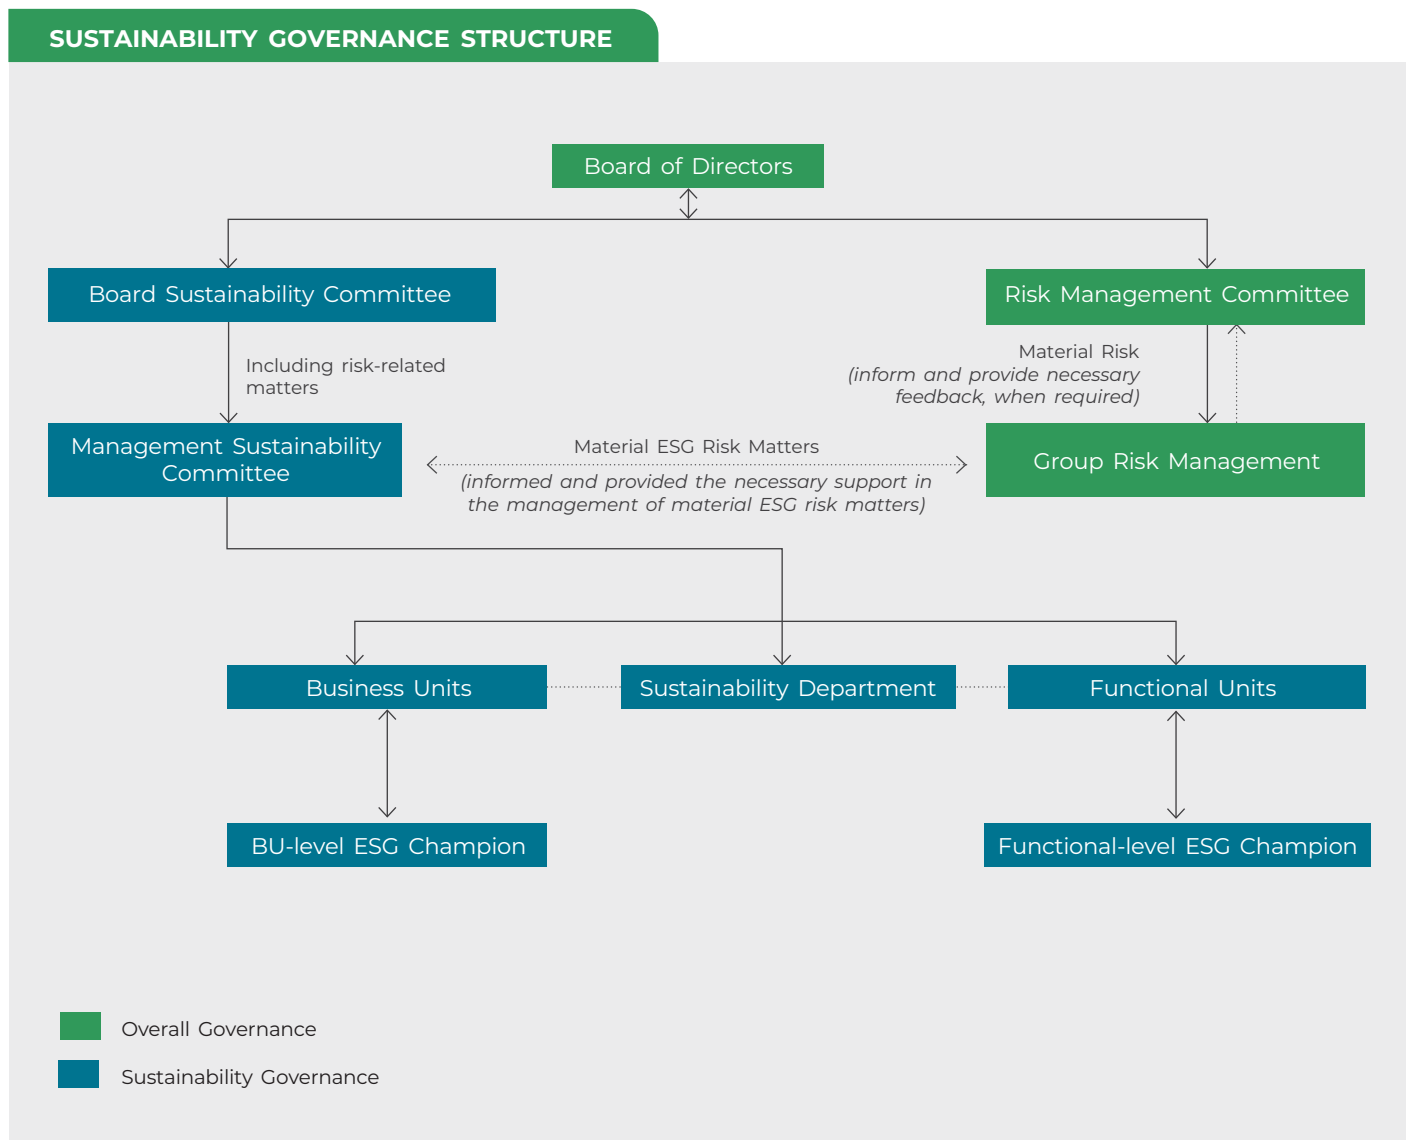 SUSTAINABILITY GOVERNANCE STRUCTURE
Board of Directors
Board Sustainability Committee
Risk Management Committee
Including risk-related
matters
Material Risk
(inform and provide necessary
feedback, when required)
Management Sustainability
Committee
Material ESG Risk Matters
(informed and provided the necessary support in
the management of material ESG risk matters)
Group Risk Management
Business Units
Sustainability Department
Functional Units
BU-level ESG Champion
Functional-level ESG Champion
Overall Governance
Sustainability Governance